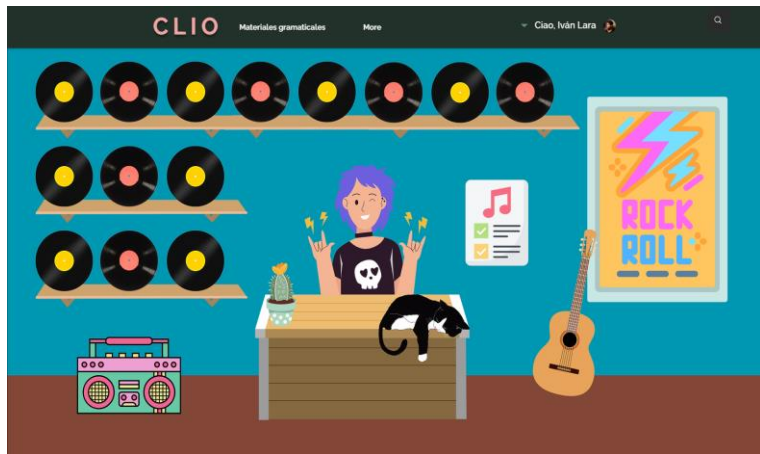 CLIO
Materiales gramaticales
More
Ciao, Iván Lara
ROCK
ROLL